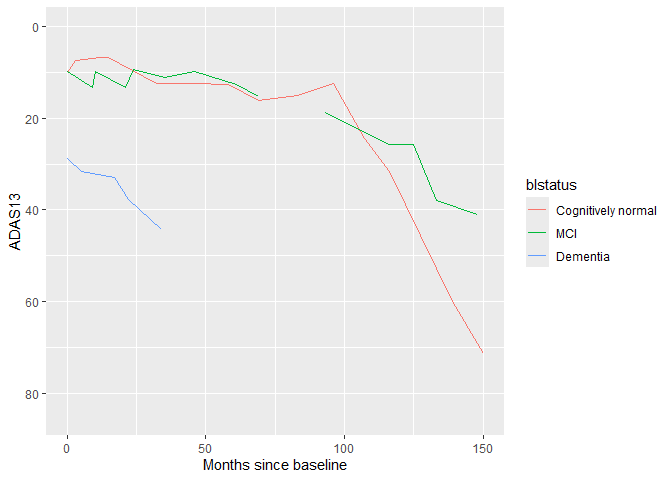 0
20
40
60
80
ADAS13
0
50
100
150
Months since baseline
blstatus
Cognitively normal
MCI
Dementia